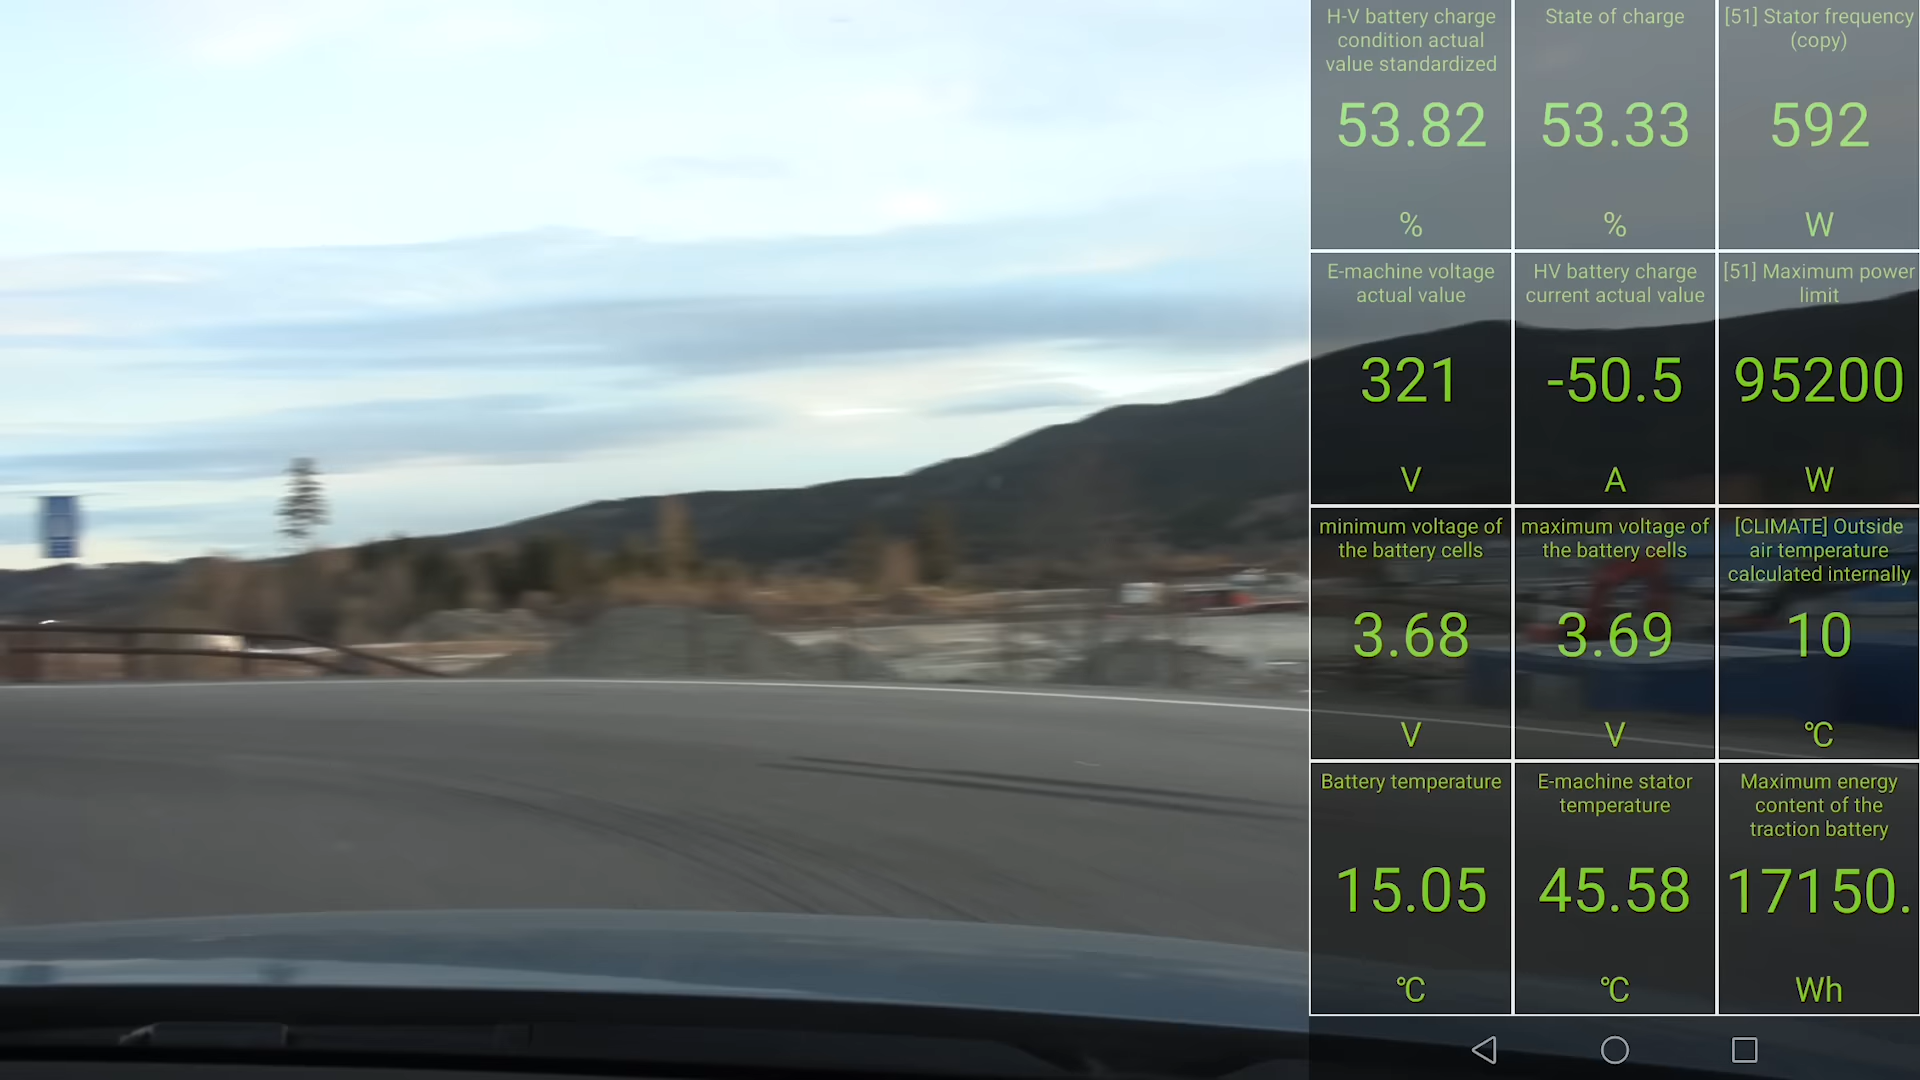 H-V battery charge
condition actual
value standardized
53.82
%
State of charge
53.33
%
[51] Stator frequency
(copy)
592
W
E-machine voltage
actual value
321
V
HV battery charge
current actual value
-50.5
A
[51] Maximum power
limit
95200
W
minimum voltage of
the battery cells
3.68
V
maximum voltage of
the battery cells
3.69
V
[CLIMATE] Outside
air temperature
calculated internally
10
°C
Battery temperature
15.05
°C
E-machine stator
temperature
45.58
°C
Maximum energy
content of the
traction battery
17150.
Wh